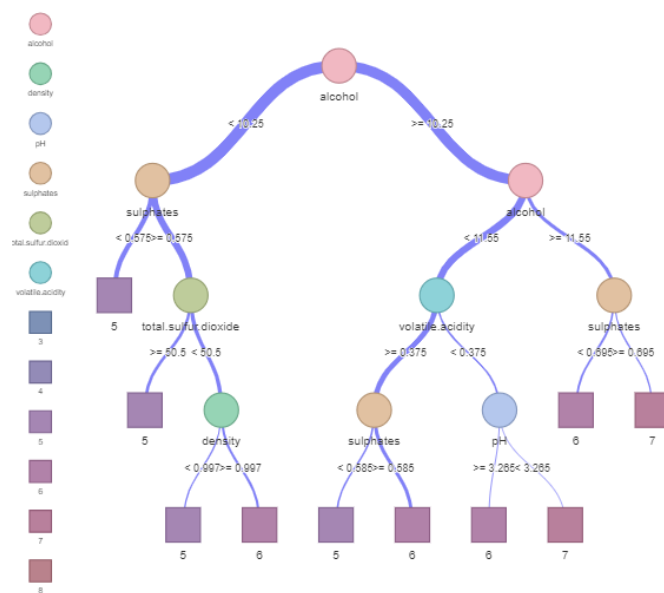 alcohol
density
pH
sulphates
otal.sulfur.dioxid
volatile.acidity
3
4
5
6
7
8
alcohol
< 10.25
>= 10.25
sulphates
alcohol
< 0.575
>= 0.575
< 11.55
>= 11.55
5
total.sulfur.dioxide
volatile.acidity
sulphates
>= 50.5
< 50.5
>= 0.375
< 0.375
< 0.695
>= 0.695
5
density
sulphates
pH
6
7
< 0.997
>= 0.997
< 0.585
>= 0.585
>= 3.265
< 3.265
5
6
5
6
6
7